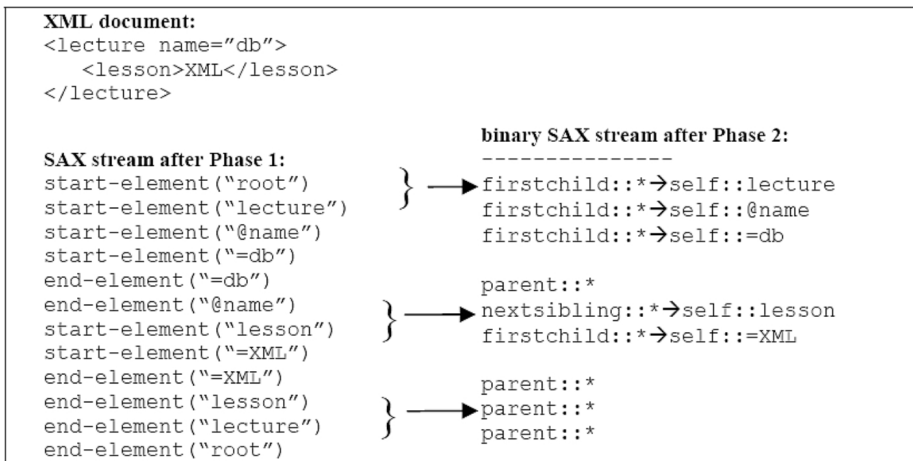 XML document:
<lecture name=”db”>
<lesson>XML</lesson>
</lecture>
SAX stream after Phase 1:
start-element(“root”)
start-element(“lecture”)
start-element(“@name”)
start-element(“=db”)
end-element(“=db”)
end-element(“@name”)
start-element(“lesson”)
start-element(“=XML”)
end-element(“=XML”)
end-element(“lesson”)
end-element(“lecture”)
end-element(“root”)
binary SAX stream after Phase 2:
---------------
firstchild::*→self::lecture
firstchild::*→self::@name
firstchild::*→self::=db
parent::*
nextsibling::*→self::lesson
firstchild::*→self::=XML
parent::*
parent::*
parent::*